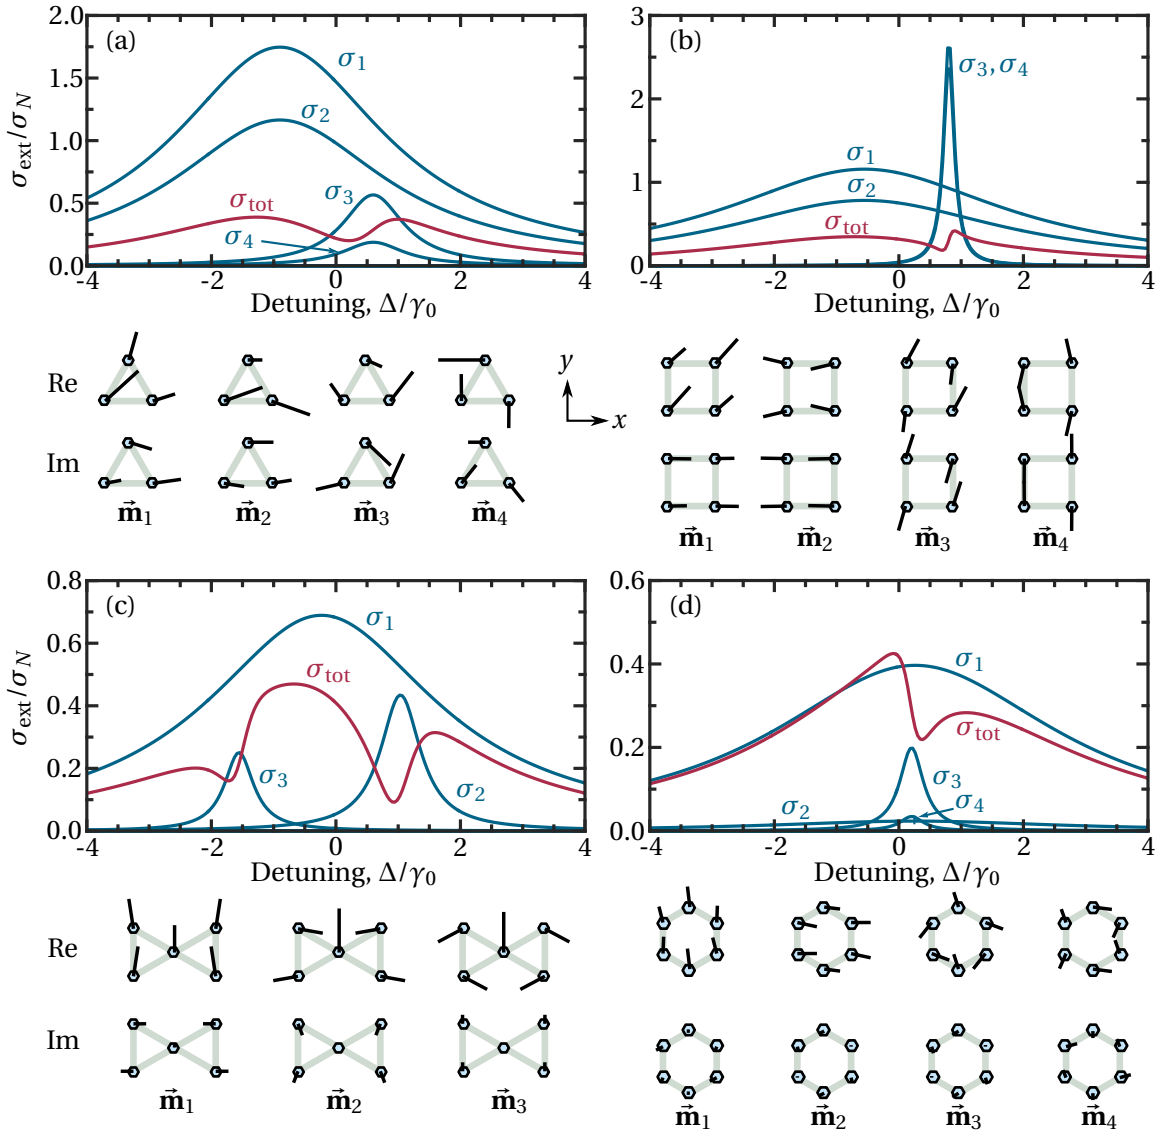 (a)
2.0
1.5
1.0
0.5
0.0
σext/σN
σ1
σ2
σ3
σtot
σ4
-4 -2 0 2 4
Detuning, Δ/γ0
(b)
3
2
1
0
σ3, σ4
σ1
σ2
σtot
-4 -2 0 2 4
Detuning, Δ/γ0
Re
Im
y
x
m⃗1 m⃗2 m⃗3 m⃗4
m⃗1 m⃗2 m⃗3 m⃗4
(c)
0.8
0.6
0.4
0.2
0.0
σext/σN
σ1
σtot
σ3
σ2
-4 -2 0 2 4
Detuning, Δ/γ0
(d)
0.6
0.4
0.2
0.0
σ1
σtot
σ3
σ2
σ4
-4 -2 0 2 4
Detuning, Δ/γ0
Re
Im
m⃗1 m⃗2 m⃗3
m⃗1 m⃗2 m⃗3 m⃗4